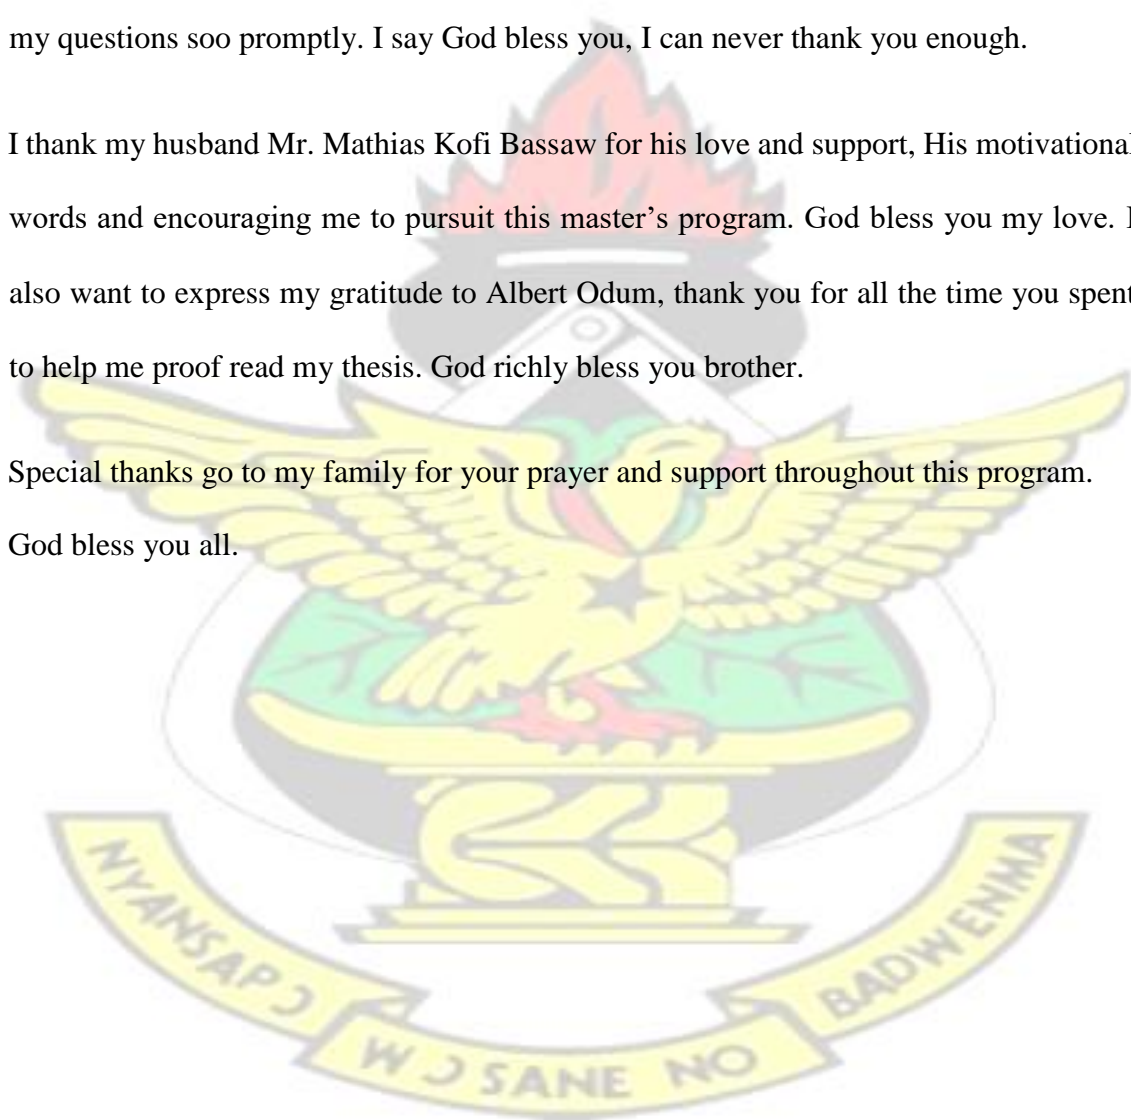 my questions soo promptly. I say God bless you, I can never thank you enough.
I thank my husband Mr. Mathias Kofi Bassaw for his love and support, His motivational
words and encouraging me to pursuit this master’s program. God bless you my love. I
also want to express my gratitude to Albert Odum, thank you for all the time you spent
to help me proof read my thesis. God richly bless you brother.
Special thanks go to my family for your prayer and support throughout this program.
God bless you all.
NYANSAPƆ
WƆSANE NO
BADWENMA